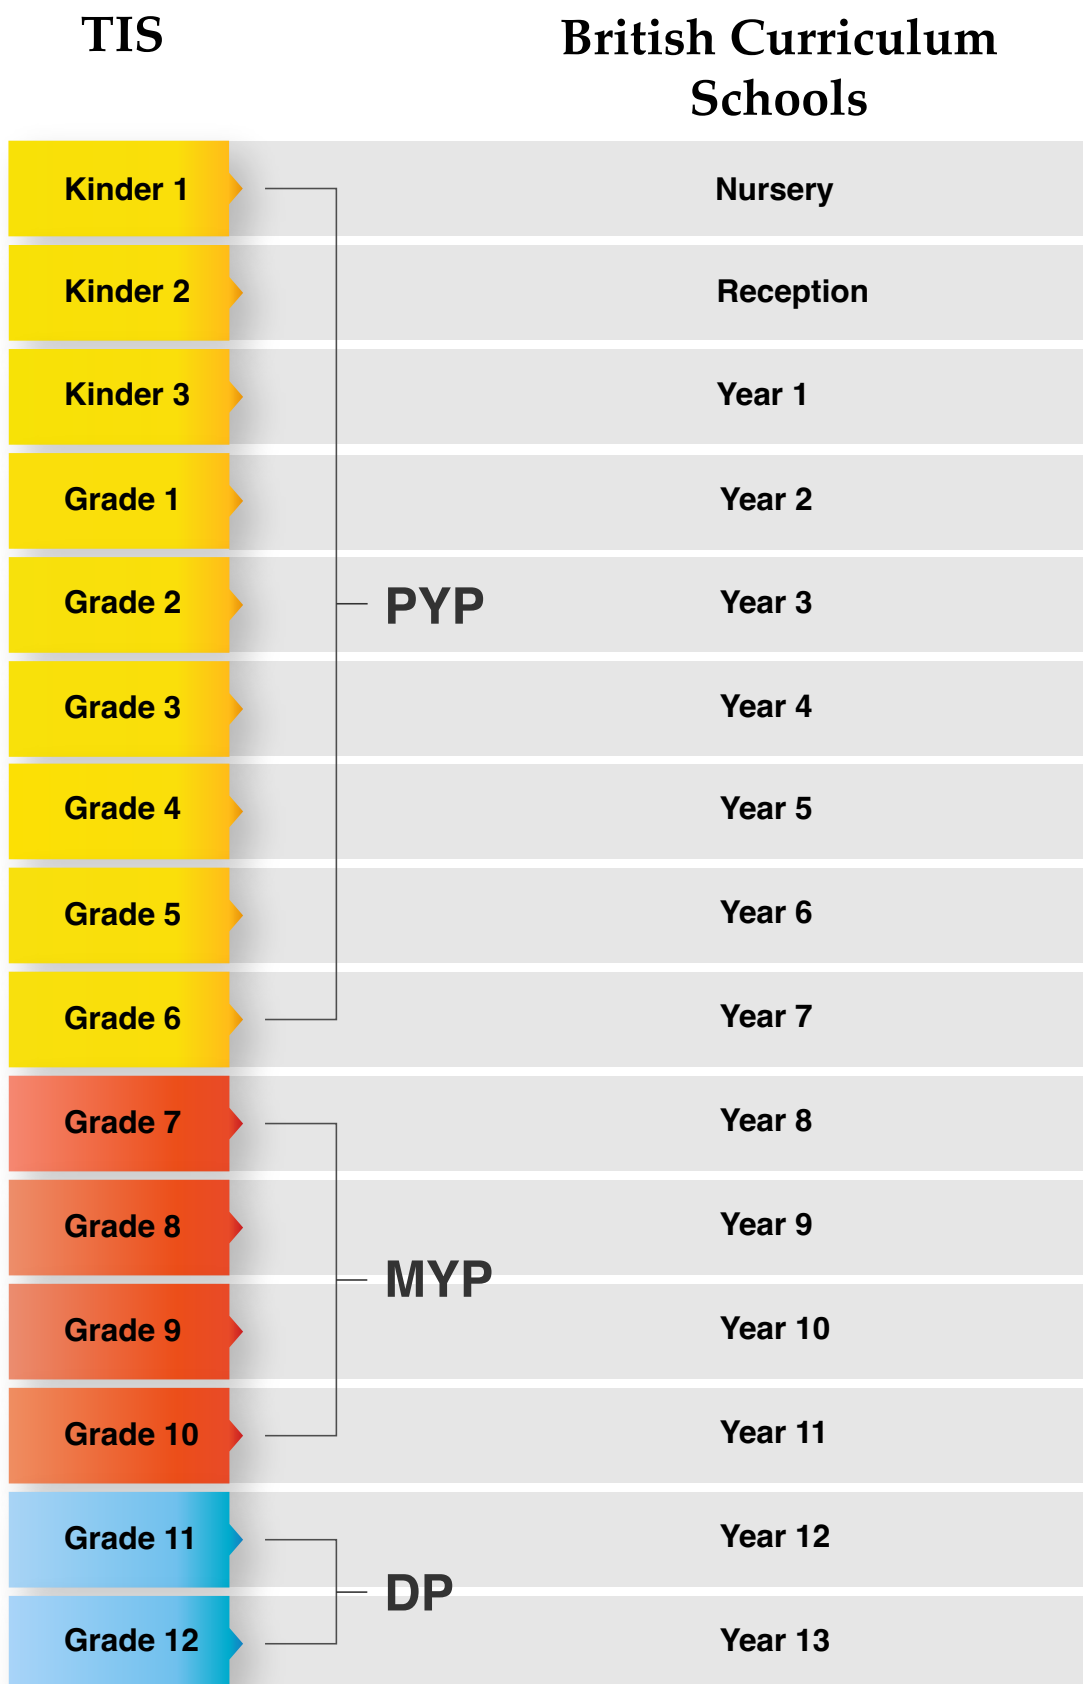 TIS
British Curriculum
Schools
Kinder 1
Nursery
Kinder 2
Reception
Kinder 3
Year 1
Grade 1
Year 2
Grade 2
PYP
Year 3
Grade 3
Year 4
Grade 4
Year 5
Grade 5
Year 6
Grade 6
Year 7
Grade 7
Year 8
Grade 8
Year 9
MYP
Grade 9
Year 10
Grade 10
Year 11
Grade 11
Year 12
DP
Grade 12
Year 13